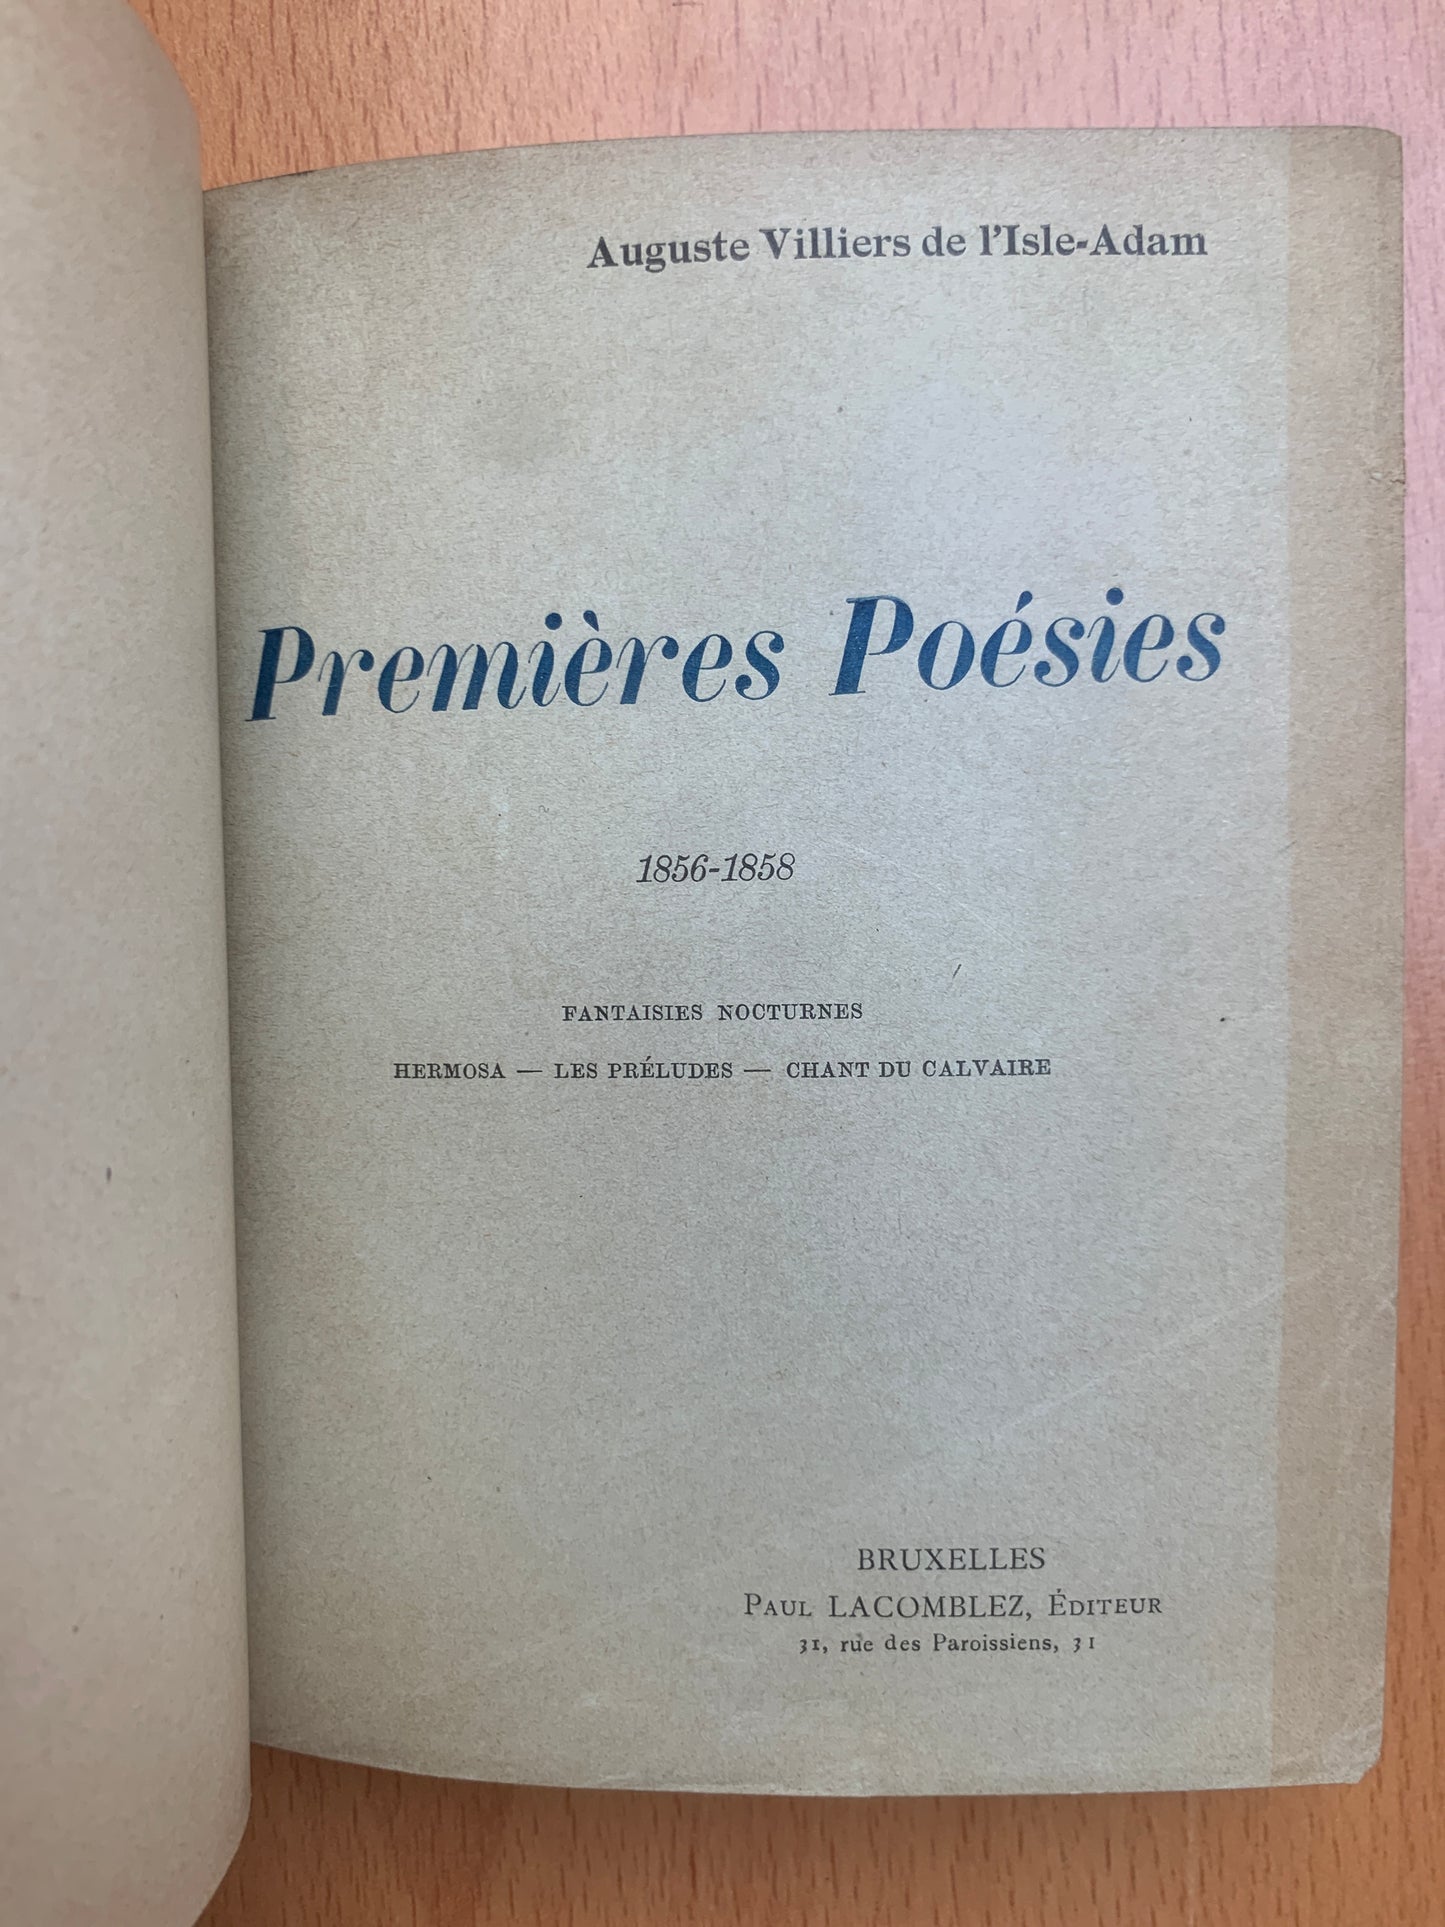 Auguste Villiers de l'Isle-Adam
Premières Poésies
1856-1858
FANTAISIES NOCTURNES
HERMOSA — LES PRÉLUDES — CHANT DU CALVAIRE
BRUXELLES
PAUL LACOMBLEZ, ÉDITEUR
31, rue des Paroissiens, 31